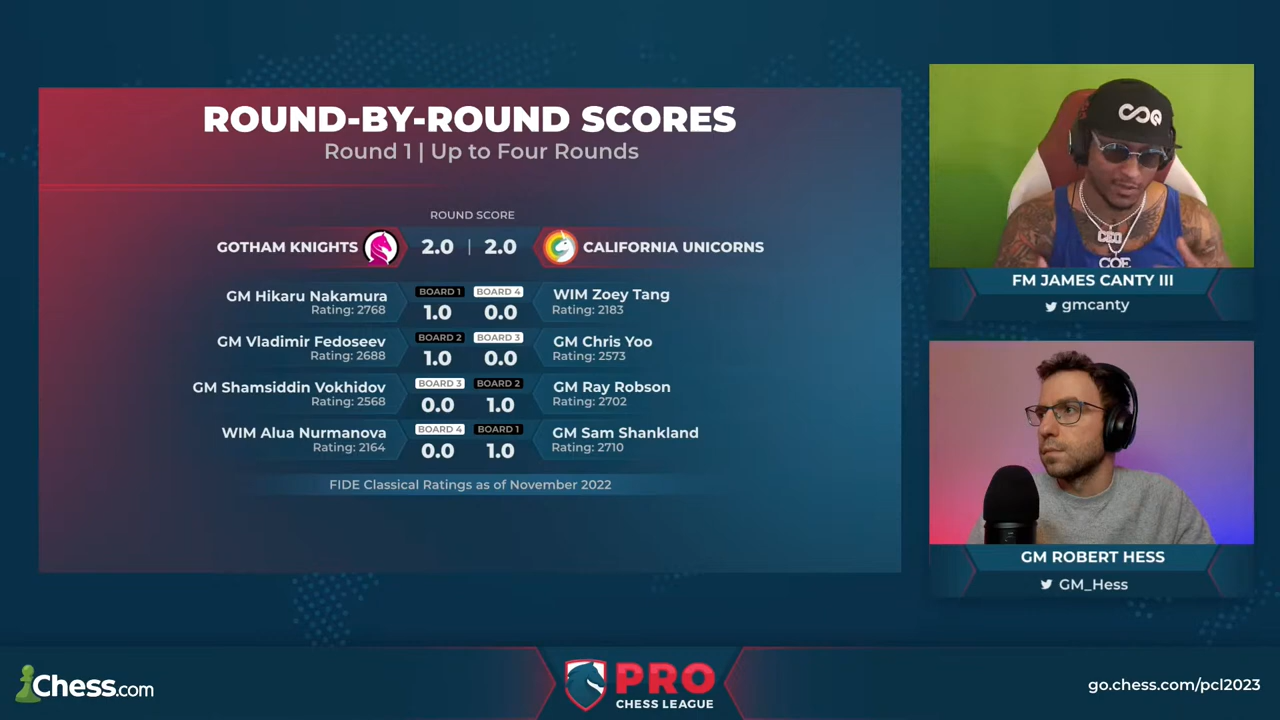 ROUND-BY-ROUND SCORES
Round 1 | Up to Four Rounds
ROUND SCORE
GOTHAM KNIGHTS 2.0 | 2.0 CALIFORNIA UNICORNS
GM Hikaru Nakamura BOARD 1 BOARD 4 WIM Zoey Tang
Rating: 2768 1.0 0.0 Rating: 2183
GM Vladimir Fedoseev BOARD 2 BOARD 3 GM Chris Yoo
Rating: 2688 1.0 0.0 Rating: 2573
GM Shamsiddin Vokhidov BOARD 3 BOARD 2 GM Ray Robson
Rating: 2568 0.0 1.0 Rating: 2702
WIM Alua Nurmanova BOARD 4 BOARD 1 GM Sam Shankland
Rating: 2164 0.0 1.0 Rating: 2710
FIDE Classical Ratings as of November 2022
CEO
COE
FM JAMES CANTY III
gmcanty
GM ROBERT HESS
GM_Hess
Chess.com
PRO
CHESS LEAGUE
go.chess.com/pcl2023